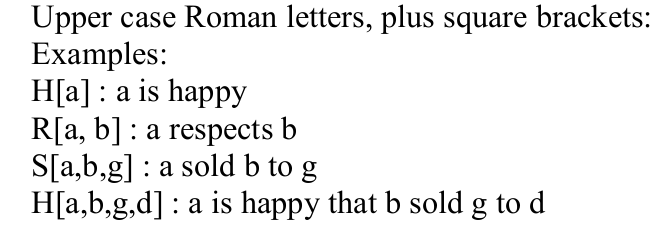 Upper case Roman letters, plus square brackets:
Examples:
H[a] : a is happy
R[a, b] : a respects b
S[a,b,g] : a sold b to g
H[a,b,g,d] : a is happy that b sold g to d